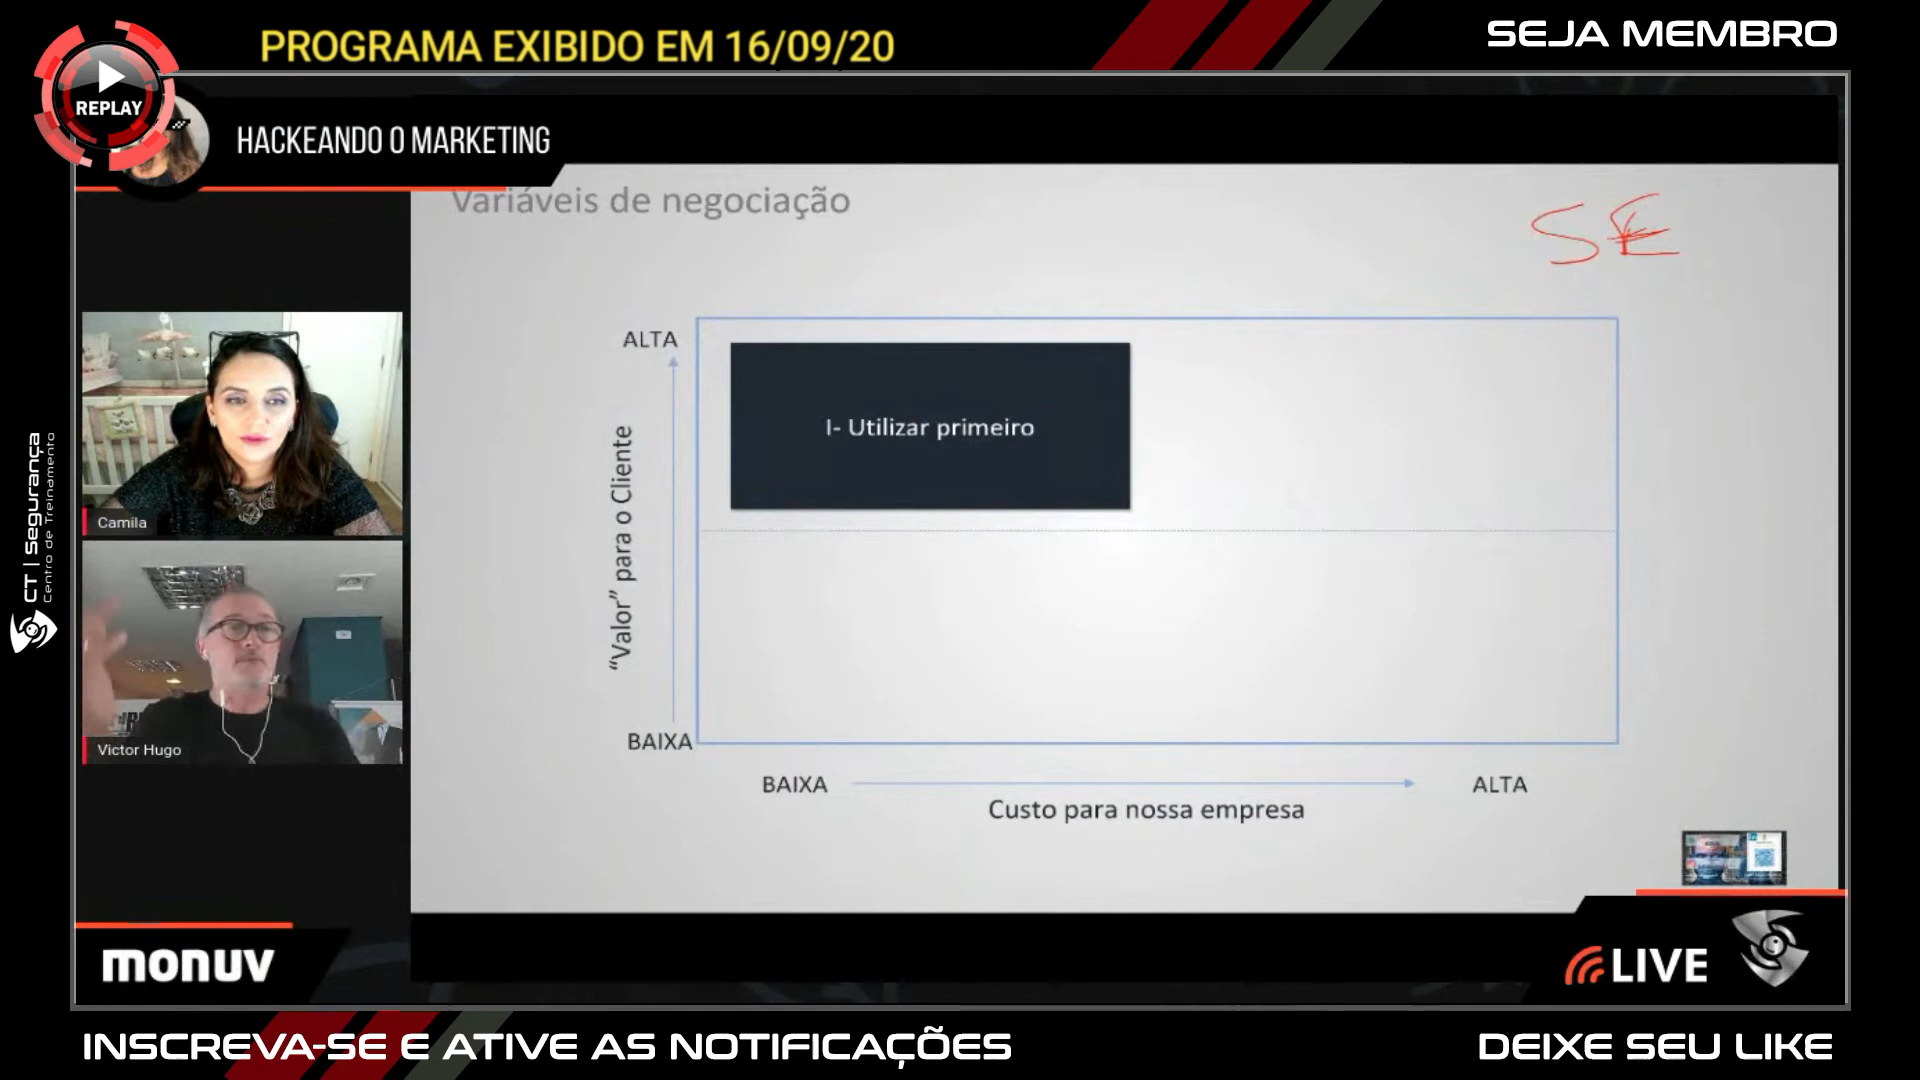 PROGRAMA EXIBIDO EM 16/09/20
SEJA MEMBRO
REPLAY
HACKEANDO O MARKETING
Variáveis de negociação
SE
ALTA
I- Utilizar primeiro
"Valor" para o Cliente
BAIXA
BAIXA
ALTA
Custo para nossa empresa
Camila
Victor Hugo
CT | Segurança
Centro de Treinamento
monuv
LIVE
INSCREVA-SE E ATIVE AS NOTIFICAÇÕES
DEIXE SEU LIKE